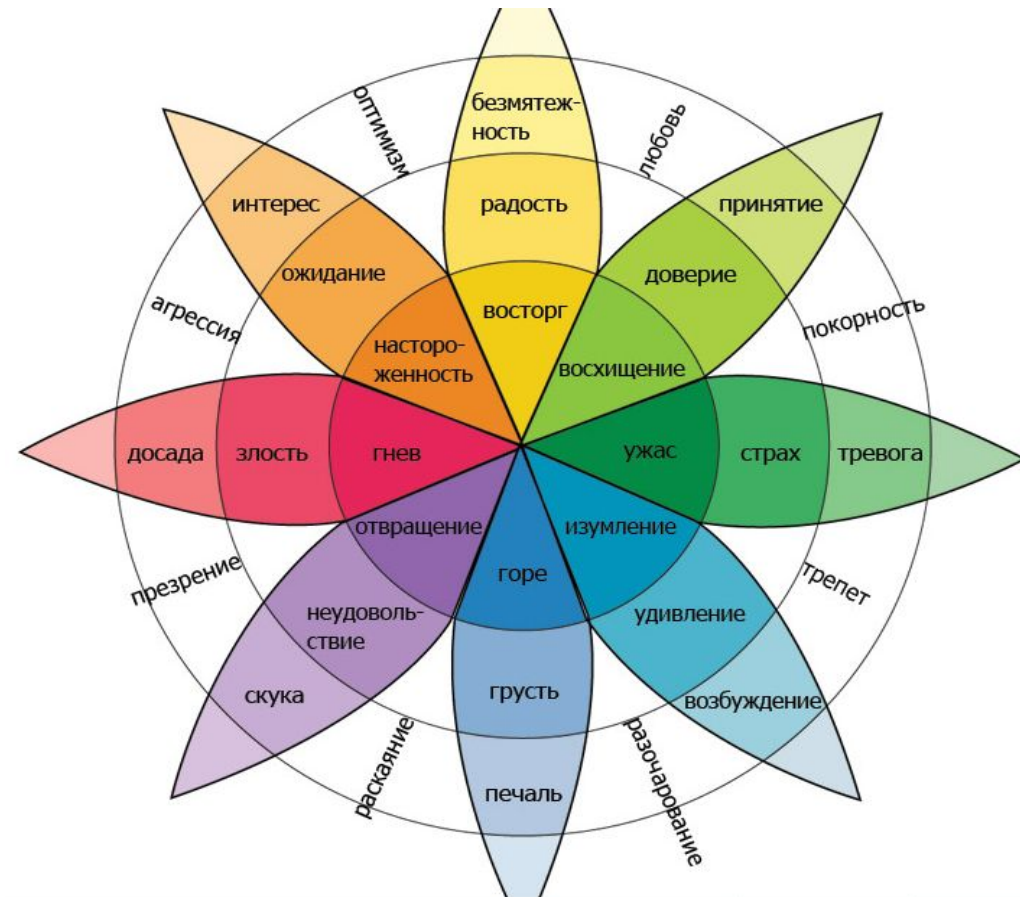 безмятеж-
ность
оптимизм
любовь
интерес
радость
принятие
ожидание
доверие
агрессия
восторг
покорность
насторо-
женность
восхищение
досада
злость
гнев
ужас
страх
тревога
отвращение
изумление
презрение
горе
трепет
неудоволь-
ствие
удивление
скука
грусть
возбуждение
раскаяние
разочарование
печаль